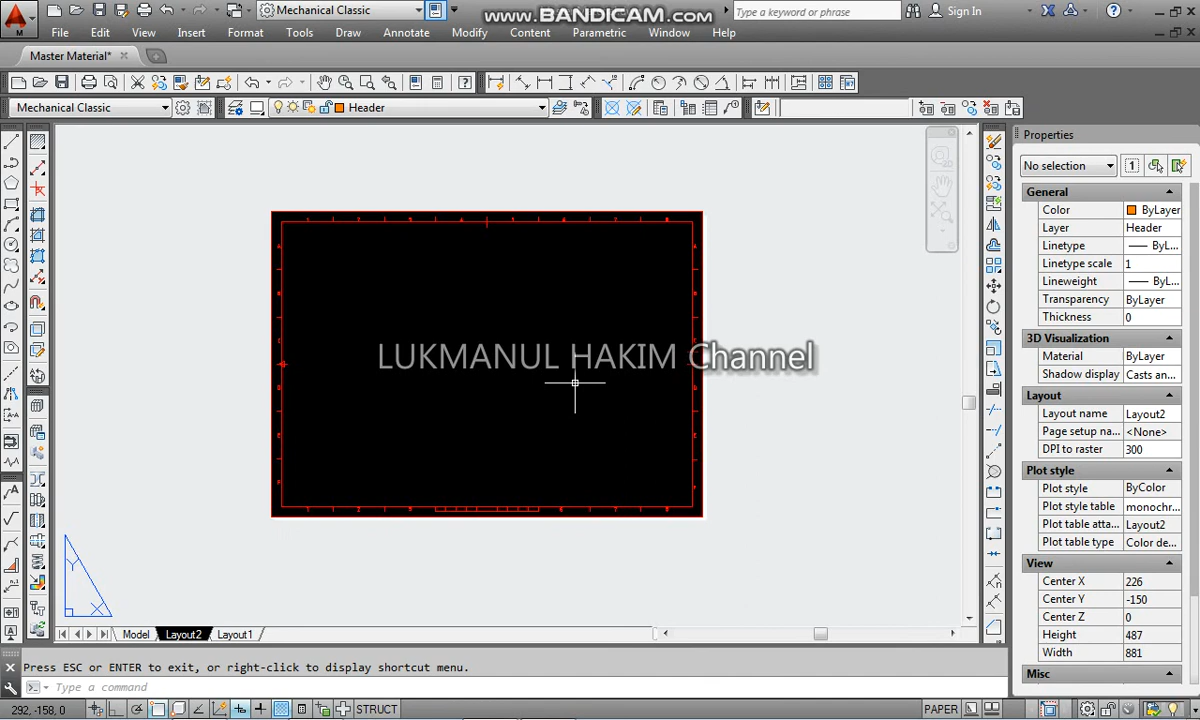 Mechanical Classic
www.BANDICAM.com
Type a keyword or phrase
Sign In
M
File Edit View Insert Format Tools Draw Annotate Modify Content Parametric Window Help
Master Material*
Mechanical Classic
Header
Properties
No selection
General
Color ByLayer
Layer Header
Linetype ByL...
Linetype scale 1
Lineweight ByL...
Transparency ByLayer
Thickness 0
3D Visualization
Material ByLayer
Shadow display Casts an...
Layout
Layout name Layout2
Page setup na... <None>
DPI to raster 300
Plot style
Plot style ByColor
Plot style table monochr...
Plot table atta... Layout2
Plot table type Color de...
View
Center X 226
Center Y -150
Center Z 0
Height 487
Width 881
Misc
LUKMANUL HAKIM Channel
Y
X
Model Layout2 Layout1
Press ESC or ENTER to exit, or right-click to display shortcut menu.
Type a command
292, -158, 0
STRUCT
PAPER